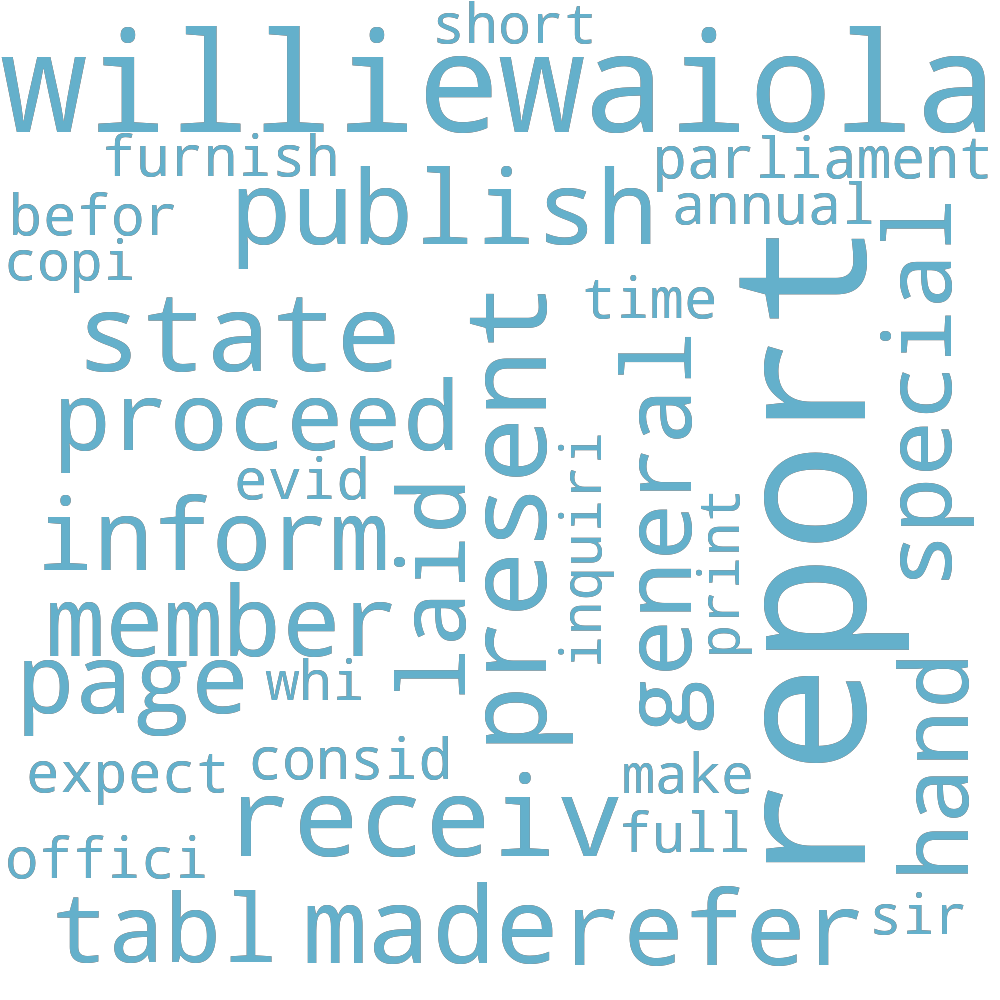 short
williewaiola
furnish
parliament
publish
annual
befor
copi
special
time
report
state
present
general
proceed
inquiri
evid
laid
print
inform
member
page
whi
hand
consid
expect
make
receiv
full
offici
tabl
made
refer
sir